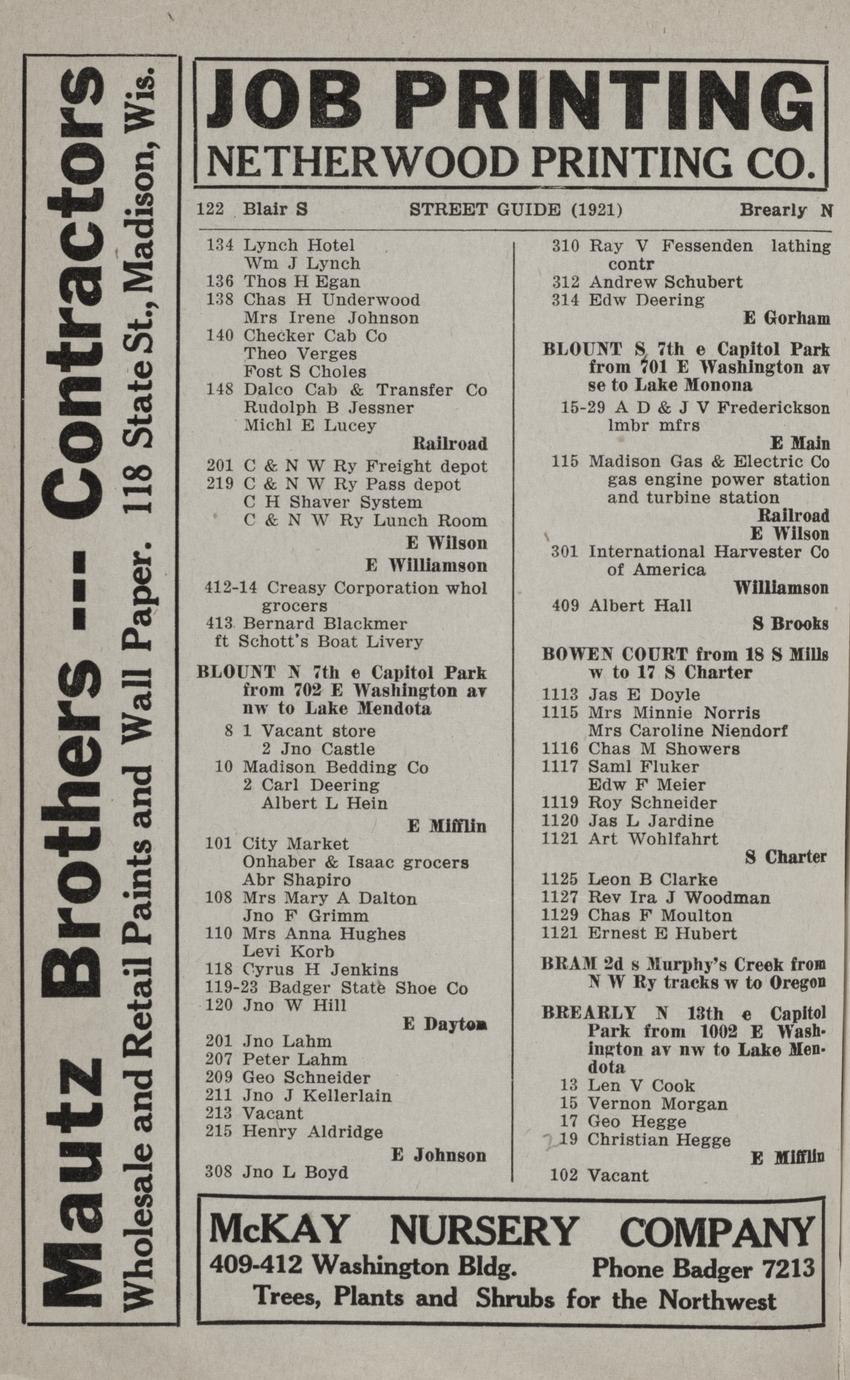 Mautz Brothers --- Contractors
Wholesale and Retail Paints and Wall Paper. 118 State St., Madison, Wis.
JOB PRINTING
NETHERWOOD PRINTING CO.
122 Blair S STREET GUIDE (1921) Brearly N
134 Lynch Hotel
Wm J Lynch
136 Thos H Egan
138 Chas H Underwood
Mrs Irene Johnson
140 Checker Cab Co
Theo Verges
Fost S Choles
148 Dalco Cab & Transfer Co
Rudolph B Jessner
Michl E Lucey
Railroad
201 C & N W Ry Freight depot
219 C & N W Ry Pass depot
C H Shaver System
C & N W Ry Lunch Room
E Wilson
E Williamson
412-14 Creasy Corporation whol
grocers
413 Bernard Blackmer
ft Schott's Boat Livery
BLOUNT N 7th e Capitol Park
from 702 E Washington av
nw to Lake Mendota
8 1 Vacant store
2 Jno Castle
10 Madison Bedding Co
2 Carl Deering
Albert L Hein
E Mifflin
101 City Market
Onhaber & Isaac grocers
Abr Shapiro
108 Mrs Mary A Dalton
Jno F Grimm
110 Mrs Anna Hughes
Levi Korb
118 Cyrus H Jenkins
119-23 Badger State Shoe Co
120 Jno W Hill
E Dayton
201 Jno Lahm
207 Peter Lahm
209 Geo Schneider
211 Jno J Kellerlain
213 Vacant
215 Henry Aldridge
E Johnson
308 Jno L Boyd
310 Ray V Fessenden lathing
contr
312 Andrew Schubert
314 Edw Deering
E Gorham
BLOUNT S 7th e Capitol Park
from 701 E Washington av
se to Lake Monona
15-29 A D & J V Frederickson
lmbr mfrs
E Main
115 Madison Gas & Electric Co
gas engine power station
and turbine station
Railroad
E Wilson
301 International Harvester Co
of America
Williamson
409 Albert Hall
S Brooks
BOWEN COURT from 18 S Mills
w to 17 S Charter
1113 Jas E Doyle
1115 Mrs Minnie Norris
Mrs Caroline Niendorf
1116 Chas M Showers
1117 Saml Fluker
Edw F Meier
1119 Roy Schneider
1120 Jas L Jardine
1121 Art Wohlfahrt
S Charter
1125 Leon B Clarke
1127 Rev Ira J Woodman
1129 Chas F Moulton
1121 Ernest E Hubert
BRAM 2d s Murphy's Creek from
N W Ry tracks w to Oregon
BREARLY N 13th e Capitol
Park from 1002 E Wash-
ington av nw to Lake Men-
dota
13 Len V Cook
15 Vernon Morgan
17 Geo Hegge
19 Christian Hegge
E Mifflin
102 Vacant
McKAY NURSERY COMPANY
409-412 Washington Bldg. Phone Badger 7213
Trees, Plants and Shrubs for the Northwest